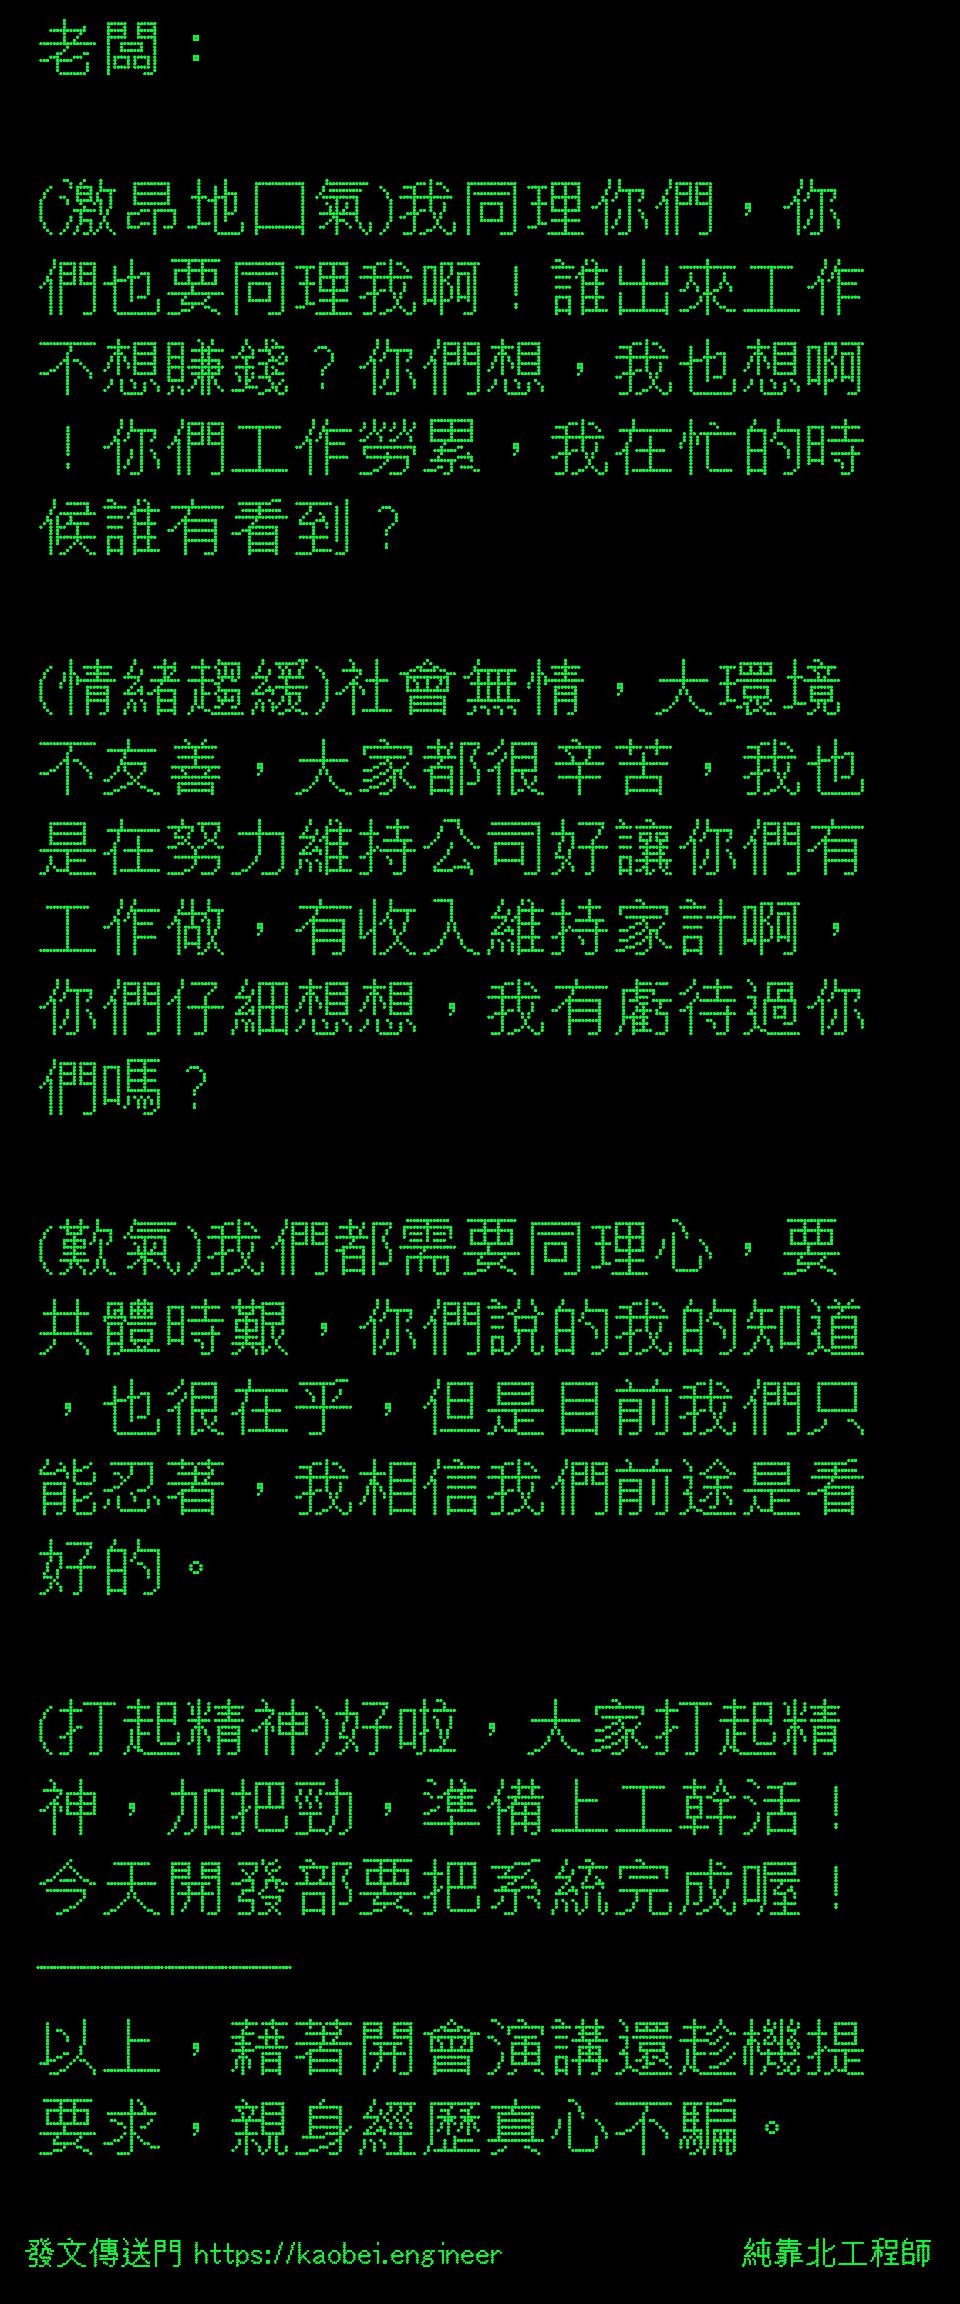 老闆：
(激昂地口氣)我同理你們，你
們也要同理我啊！誰出來工作
不想賺錢？你們想，我也想啊
！你們工作勞累，我在忙的時
候誰有看到？
(情緒趨緩)社會無情，大環境
不友善，大家都很辛苦，我也
是在努力維持公司好讓你們有
工作做，有收入維持家計啊，
你們仔細想想，我有虧待過你
們嗎？
(歎氣)我們都需要同理心，要
共體時艱，你們說的我的知道
，也很在乎，但是目前我們只
能忍著，我相信我們前途是看
好的。
(打起精神)好啦，大家打起精
神，加把勁，準備上工幹活！
今天開發部要把系統完成喔！
————————
以上，藉著開會演講還趁機提
要求，親身經歷真心不騙。
發文傳送門 https://kaobei.engineer
純靠北工程師